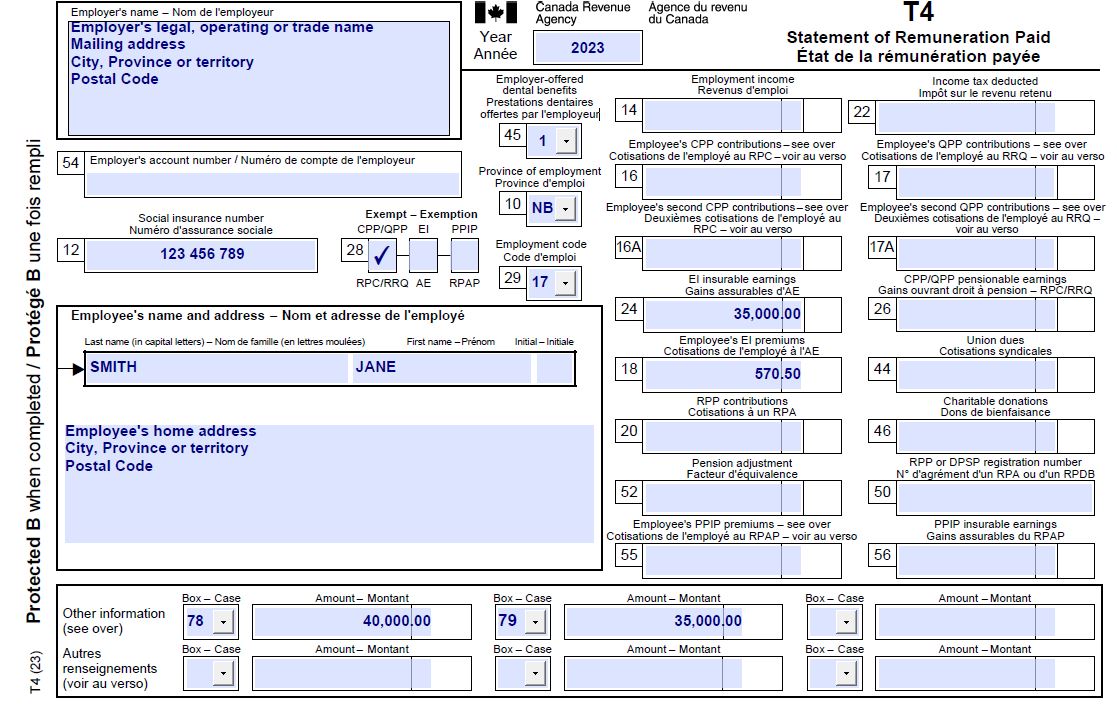 Employer's name – Nom de l'employeur
Employer's legal, operating or trade name
Mailing address
City, Province or territory
Postal Code
Canada Revenue
Agency
Agence du revenu
du Canada
T4
Year
Année
2023
Statement of Remuneration Paid
État de la rémunération payée
54
Employer's account number / Numéro de compte de l'employeur
Employer-offered
dental benefits
Prestations dentaires
offertes par l'employeur
45
1
Employment income
Revenus d'emploi
14
Income tax deducted
Impôt sur le revenu retenu
22
Province of employment
Province d'emploi
10
NB
Employee's CPP contributions – see over
Cotisations de l'employé au RPC – voir au verso
16
Employee's QPP contributions – see over
Cotisations de l'employé au RRQ – voir au verso
17
Social insurance number
Numéro d'assurance sociale
12
123 456 789
Exempt – Exemption
CPP/QPP EI PPIP
28
✓
RPC/RRQ AE RPAP
Employment code
Code d'emploi
29
17
Employee's second CPP contributions – see over
Deuxièmes cotisations de l'employé au
RPC – voir au verso
16A
Employee's second QPP contributions – see over
Deuxièmes cotisations de l'employé au RRQ –
voir au verso
17A
EI insurable earnings
Gains assurables d'AE
24
35,000.00
CPP/QPP pensionable earnings
Gains ouvrant droit à pension – RPC/RRQ
26
Employee's name and address – Nom et adresse de l'employé
Last name (in capital letters) – Nom de famille (en lettres moulées) First name – Prénom Initial – Initiale
SMITH JANE
Employee's home address
City, Province or territory
Postal Code
Employee's EI premiums
Cotisations de l'employé à l'AE
18
570.50
Union dues
Cotisations syndicales
44
RPP contributions
Cotisations à un RPA
20
Charitable donations
Dons de bienfaisance
46
Pension adjustment
Facteur d'équivalence
52
RPP or DPSP registration number
N° d'agrément d'un RPA ou d'un RPDB
50
Employee's PPIP premiums – see over
Cotisations de l'employé au RPAP – voir au verso
55
PPIP insurable earnings
Gains assurables du RPAP
56
Other information
(see over)
Box – Case Amount – Montant Box – Case Amount – Montant Box – Case Amount – Montant
78 40,000.00 79 35,000.00
Autres
renseignements
(voir au verso)
Box – Case Amount – Montant Box – Case Amount – Montant Box – Case Amount – Montant
Protected B when completed / Protégé B une fois rempli
T4 (23)